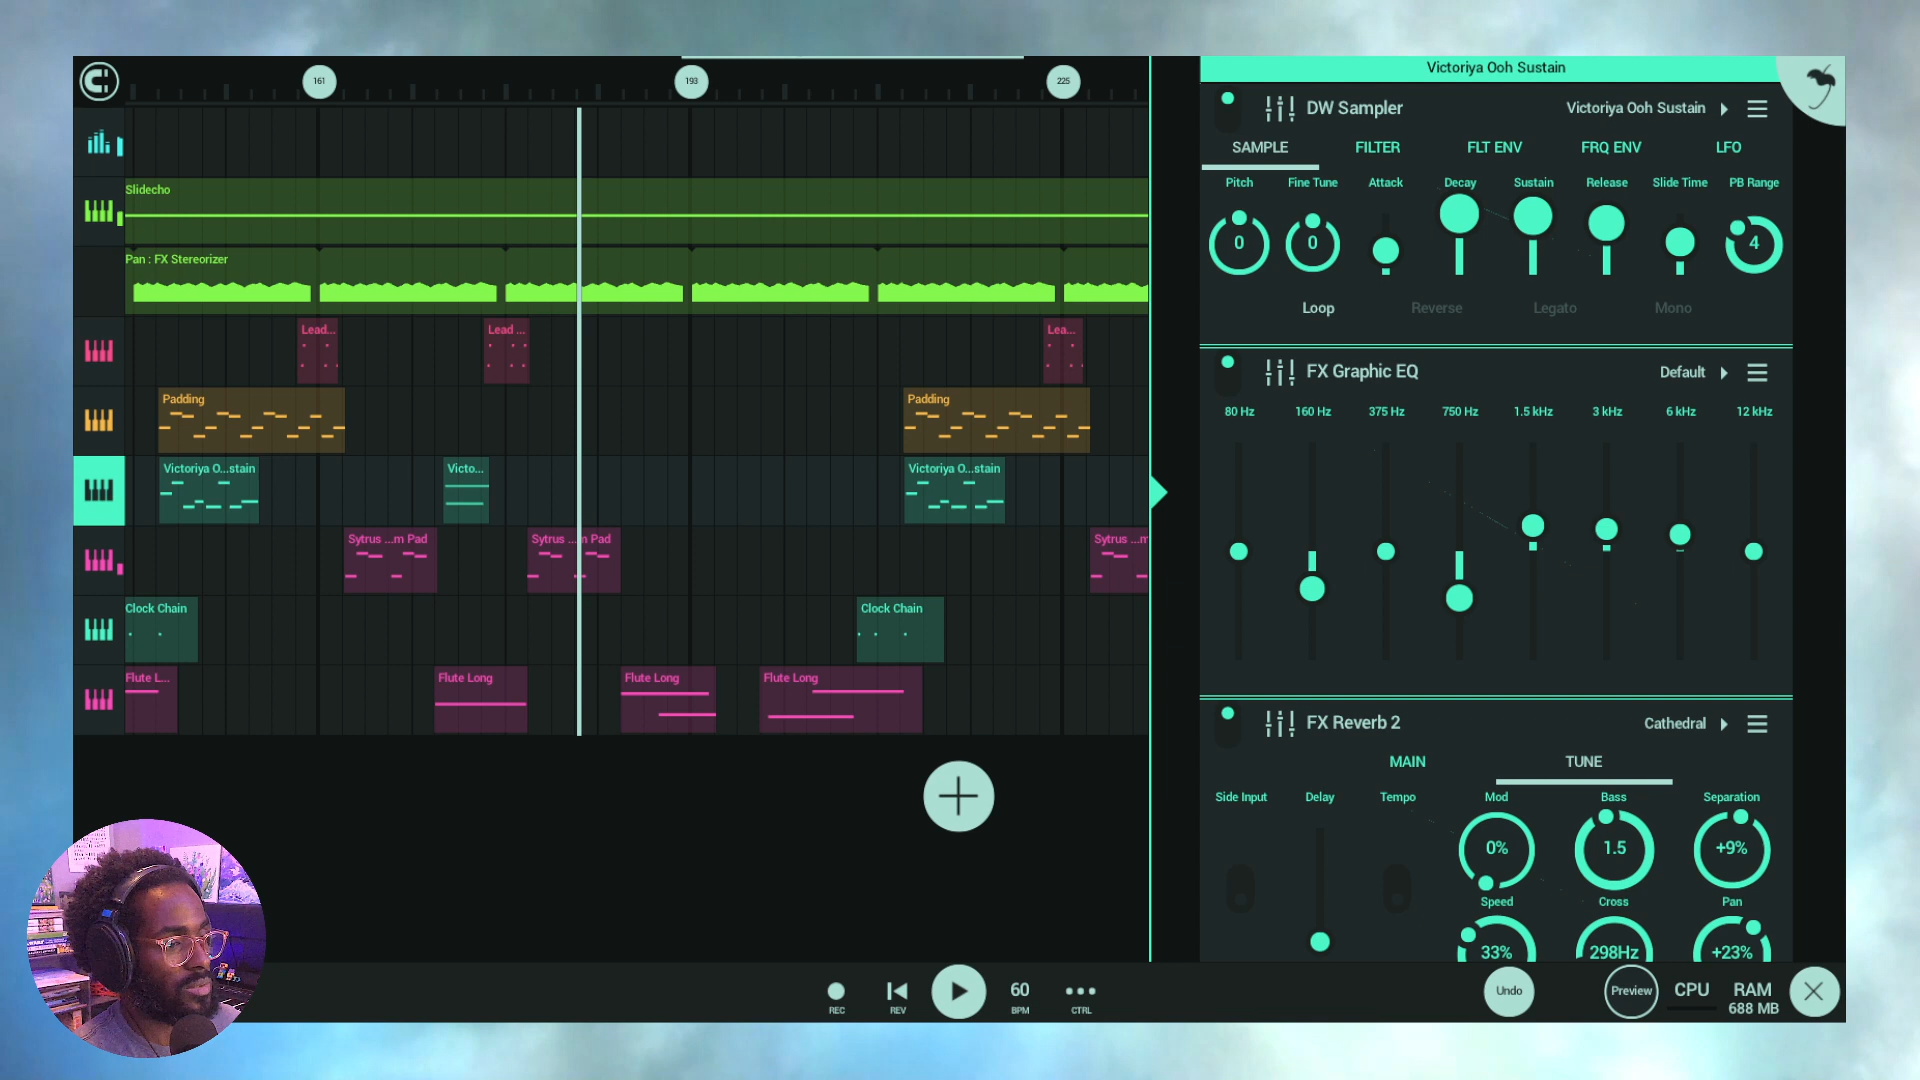 161
193
225
Slidecho
Pan : FX Stereorizer
Lead...
Lead ...
Lea...
Padding
Padding
Victoriya O...stain
Victo...
Victoriya O...stain
Sytrus ...m Pad
Sytrus ...m Pad
Sytrus ...m
Clock Chain
Clock Chain
Flute L...
Flute Long
Flute Long
Flute Long
Victoriya Ooh Sustain
DW Sampler
Victoriya Ooh Sustain
SAMPLE
FILTER
FLT ENV
FRQ ENV
LFO
Pitch
Fine Tune
Attack
Decay
Sustain
Release
Slide Time
PB Range
0
0
4
Loop
Reverse
Legato
Mono
FX Graphic EQ
Default
80 Hz
160 Hz
375 Hz
750 Hz
1.5 kHz
3 kHz
6 kHz
12 kHz
FX Reverb 2
Cathedral
MAIN
TUNE
Side Input
Delay
Tempo
Mod
Bass
Separation
0%
1.5
+9%
Speed
Cross
Pan
33%
298Hz
+23%
REC
REV
60
BPM
CTRL
Undo
Preview
CPU
RAM
688 MB